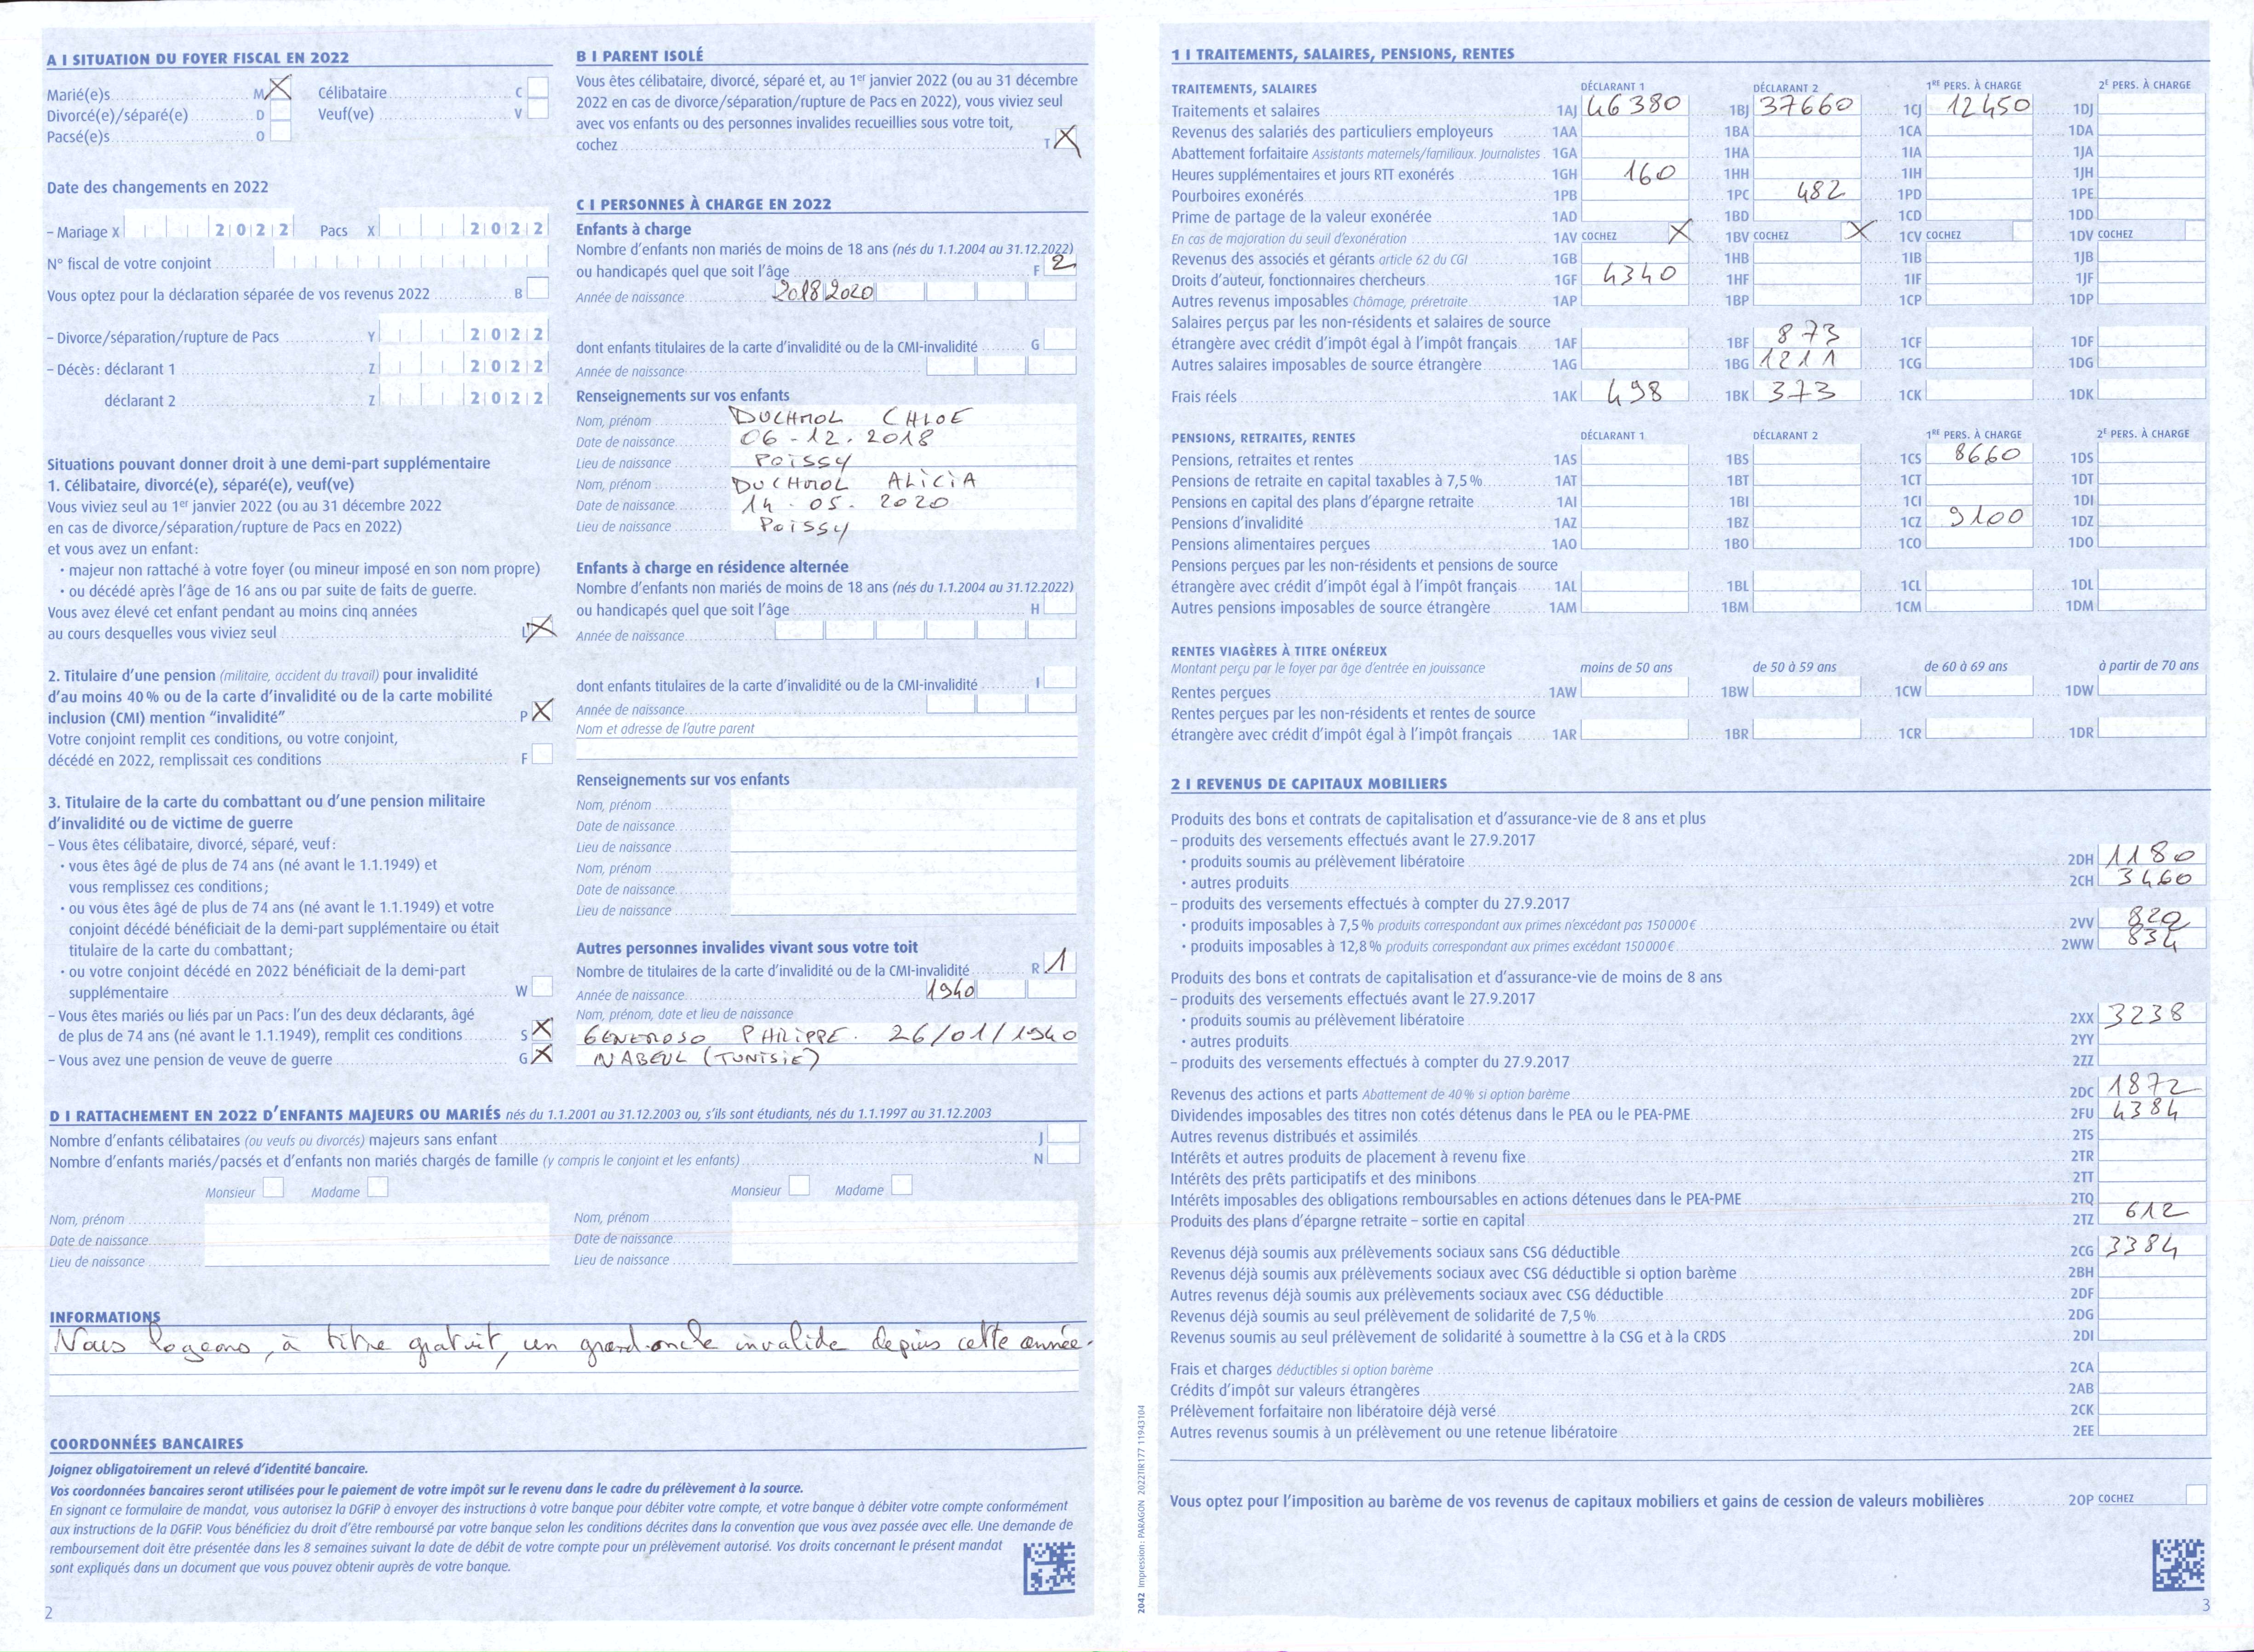 A I SITUATION DU FOYER FISCAL EN 2022
Marié(e)s M X Célibataire C
Divorcé(e)/séparé(e) D Veuf(ve) V
Pacsé(e)s O
Date des changements en 2022
– Mariage X 2022 Pacs X 2022
N° fiscal de votre conjoint
Vous optez pour la déclaration séparée de vos revenus 2022 B
– Divorce/séparation/rupture de Pacs Y 2022
– Décès : déclarant 1 Z 2022
déclarant 2 Z 2022
Situations pouvant donner droit à une demi-part supplémentaire
1. Célibataire, divorcé(e), séparé(e), veuf(ve)
Vous viviez seul au 1er janvier 2022 (ou au 31 décembre 2022
en cas de divorce/séparation/rupture de Pacs en 2022)
et vous avez un enfant :
• majeur non rattaché à votre foyer (ou mineur imposé en son nom propre)
• ou décédé après l'âge de 16 ans ou par suite de faits de guerre.
Vous avez élevé cet enfant pendant au moins cinq années
au cours desquelles vous viviez seul L X
2. Titulaire d'une pension (militaire, accident du travail) pour invalidité
d'au moins 40 % ou de la carte d'invalidité ou de la carte mobilité
inclusion (CMI) mention "invalidité" P X
Votre conjoint remplit ces conditions, ou votre conjoint,
décédé en 2022, remplissait ces conditions F
3. Titulaire de la carte du combattant ou d'une pension militaire
d'invalidité ou de victime de guerre
– Vous êtes célibataire, divorcé, séparé, veuf :
• vous êtes âgé de plus de 74 ans (né avant le 1.1.1949) et
vous remplissez ces conditions ;
• ou vous êtes âgé de plus de 74 ans (né avant le 1.1.1949) et votre
conjoint décédé bénéficiait de la demi-part supplémentaire ou était
titulaire de la carte du combattant ;
• ou votre conjoint décédé en 2022 bénéficiait de la demi-part
supplémentaire W
– Vous êtes mariés ou liés par un Pacs : l'un des deux déclarants, âgé
de plus de 74 ans (né avant le 1.1.1949), remplit ces conditions S X
– Vous avez une pension de veuve de guerre G X
B I PARENT ISOLÉ
Vous êtes célibataire, divorcé, séparé et, au 1er janvier 2022 (ou au 31 décembre
2022 en cas de divorce/séparation/rupture de Pacs en 2022), vous viviez seul
avec vos enfants ou des personnes invalides recueillies sous votre toit,
cochez T X
C I PERSONNES À CHARGE EN 2022
Enfants à charge
Nombre d'enfants non mariés de moins de 18 ans (nés du 1.1.2004 au 31.12.2022)
ou handicapés quel que soit l'âge F 2
Année de naissance 2018 2020
dont enfants titulaires de la carte d'invalidité ou de la CMI-invalidité G
Année de naissance
Renseignements sur vos enfants
Nom, prénom DUCHMOL CHLOE
Date de naissance 06 - 12. 2018
Lieu de naissance POISSY
Nom, prénom DUCHMOL ALICIA
Date de naissance 14. 05. 2020
Lieu de naissance POISSY
Enfants à charge en résidence alternée
Nombre d'enfants non mariés de moins de 18 ans (nés du 1.1.2004 au 31.12.2022)
ou handicapés quel que soit l'âge H
Année de naissance
dont enfants titulaires de la carte d'invalidité ou de la CMI-invalidité I
Année de naissance
Nom et adresse de l'autre parent
Renseignements sur vos enfants
Nom, prénom
Date de naissance
Lieu de naissance
Nom, prénom
Date de naissance
Lieu de naissance
Autres personnes invalides vivant sous votre toit
Nombre de titulaires de la carte d'invalidité ou de la CMI-invalidité R 1
Année de naissance 1940
Nom, prénom, date et lieu de naissance
GENEROSO PHILIPPE. 26/01/1940
NABEUL (TUNISIE)
D I RATTACHEMENT EN 2022 D'ENFANTS MAJEURS OU MARIÉS nés du 1.1.2001 au 31.12.2003 ou, s'ils sont étudiants, nés du 1.1.1997 au 31.12.2003
Nombre d'enfants célibataires (ou veufs ou divorcés) majeurs sans enfant J
Nombre d'enfants mariés/pacsés et d'enfants non mariés chargés de famille (y compris le conjoint et les enfants) N
Monsieur Madame Monsieur Madame
Nom, prénom Nom, prénom
Date de naissance Date de naissance
Lieu de naissance Lieu de naissance
INFORMATIONS
Nous logeons, à titre gratuit, un grand-oncle invalide depuis cette année.
COORDONNÉES BANCAIRES
Joignez obligatoirement un relevé d'identité bancaire.
Vos coordonnées bancaires seront utilisées pour le paiement de votre impôt sur le revenu dans le cadre du prélèvement à la source.
En signant ce formulaire de mandat, vous autorisez la DGFiP à envoyer des instructions à votre banque pour débiter votre compte, et votre banque à débiter votre compte conformément
aux instructions de la DGFiP. Vous bénéficiez du droit d'être remboursé par votre banque selon les conditions décrites dans la convention que vous avez passée avec elle. Une demande de
remboursement doit être présentée dans les 8 semaines suivant la date de débit de votre compte pour un prélèvement autorisé. Vos droits concernant le présent mandat
sont expliqués dans un document que vous pouvez obtenir auprès de votre banque.
2
2042 Impression : PARAGON 2022TIR177 11943104
1 I TRAITEMENTS, SALAIRES, PENSIONS, RENTES
TRAITEMENTS, SALAIRES DÉCLARANT 1 DÉCLARANT 2 1RE PERS. À CHARGE 2E PERS. À CHARGE
Traitements et salaires 1AJ 46380 1BJ 37660 1CJ 12450 1DJ
Revenus des salariés des particuliers employeurs 1AA 1BA 1CA 1DA
Abattement forfaitaire Assistants maternels/familiaux. Journalistes 1GA 1HA 1IA 1JA
Heures supplémentaires et jours RTT exonérés 1GH 160 1HH 1IH 1JH
Pourboires exonérés 1PB 1PC 482 1PD 1PE
Prime de partage de la valeur exonérée 1AD 1BD 1CD 1DD
En cas de majoration du seuil d'exonération 1AV COCHEZ X 1BV COCHEZ X 1CV COCHEZ 1DV COCHEZ
Revenus des associés et gérants article 62 du CGI 1GB 1HB 1IB 1JB
Droits d'auteur, fonctionnaires chercheurs 1GF 4340 1HF 1IF 1JF
Autres revenus imposables Chômage, préretraite 1AP 1BP 1CP 1DP
Salaires perçus par les non-résidents et salaires de source
étrangère avec crédit d'impôt égal à l'impôt français 1AF 1BF 873 1CF 1DF
Autres salaires imposables de source étrangère 1AG 1BG 1211 1CG 1DG
Frais réels 1AK 498 1BK 373 1CK 1DK
PENSIONS, RETRAITES, RENTES DÉCLARANT 1 DÉCLARANT 2 1RE PERS. À CHARGE 2E PERS. À CHARGE
Pensions, retraites et rentes 1AS 1BS 1CS 8660 1DS
Pensions de retraite en capital taxables à 7,5 % 1AT 1BT 1CT 1DT
Pensions en capital des plans d'épargne retraite 1AI 1BI 1CI 1DI
Pensions d'invalidité 1AZ 1BZ 1CZ 9100 1DZ
Pensions alimentaires perçues 1AO 1BO 1CO 1DO
Pensions perçues par les non-résidents et pensions de source
étrangère avec crédit d'impôt égal à l'impôt français 1AL 1BL 1CL 1DL
Autres pensions imposables de source étrangère 1AM 1BM 1CM 1DM
RENTES VIAGÈRES À TITRE ONÉREUX
Montant perçu par le foyer par âge d'entrée en jouissance moins de 50 ans de 50 à 59 ans de 60 à 69 ans à partir de 70 ans
Rentes perçues 1AW 1BW 1CW 1DW
Rentes perçues par les non-résidents et rentes de source
étrangère avec crédit d'impôt égal à l'impôt français 1AR 1BR 1CR 1DR
2 I REVENUS DE CAPITAUX MOBILIERS
Produits des bons et contrats de capitalisation et d'assurance-vie de 8 ans et plus
– produits des versements effectués avant le 27.9.2017
• produits soumis au prélèvement libératoire 2DH 1180
• autres produits 2CH 3460
– produits des versements effectués à compter du 27.9.2017
• produits imposables à 7,5 % produits correspondant aux primes n'excédant pas 150 000 € 2VV 820
• produits imposables à 12,8 % produits correspondant aux primes excédant 150 000 € 2WW 834
Produits des bons et contrats de capitalisation et d'assurance-vie de moins de 8 ans
– produits des versements effectués avant le 27.9.2017
• produits soumis au prélèvement libératoire 2XX 3238
• autres produits 2YY
– produits des versements effectués à compter du 27.9.2017 2ZZ
Revenus des actions et parts Abattement de 40 % si option barème 2DC 1872
Dividendes imposables des titres non cotés détenus dans le PEA ou le PEA-PME 2FU 4384
Autres revenus distribués et assimilés 2TS
Intérêts et autres produits de placement à revenu fixe 2TR
Intérêts des prêts participatifs et des minibons 2TT
Intérêts imposables des obligations remboursables en actions détenues dans le PEA-PME 2TQ
Produits des plans d'épargne retraite – sortie en capital 2TZ 612
Revenus déjà soumis aux prélèvements sociaux sans CSG déductible 2CG 3384
Revenus déjà soumis aux prélèvements sociaux avec CSG déductible si option barème 2BH
Autres revenus déjà soumis aux prélèvements sociaux avec CSG déductible 2DF
Revenus déjà soumis au seul prélèvement de solidarité de 7,5 % 2DG
Revenus soumis au seul prélèvement de solidarité à soumettre à la CSG et à la CRDS 2DI
Frais et charges déductibles si option barème 2CA
Crédits d'impôt sur valeurs étrangères 2AB
Prélèvement forfaitaire non libératoire déjà versé 2CK
Autres revenus soumis à un prélèvement ou une retenue libératoire 2EE
Vous optez pour l'imposition au barème de vos revenus de capitaux mobiliers et gains de cession de valeurs mobilières 2OP COCHEZ
3